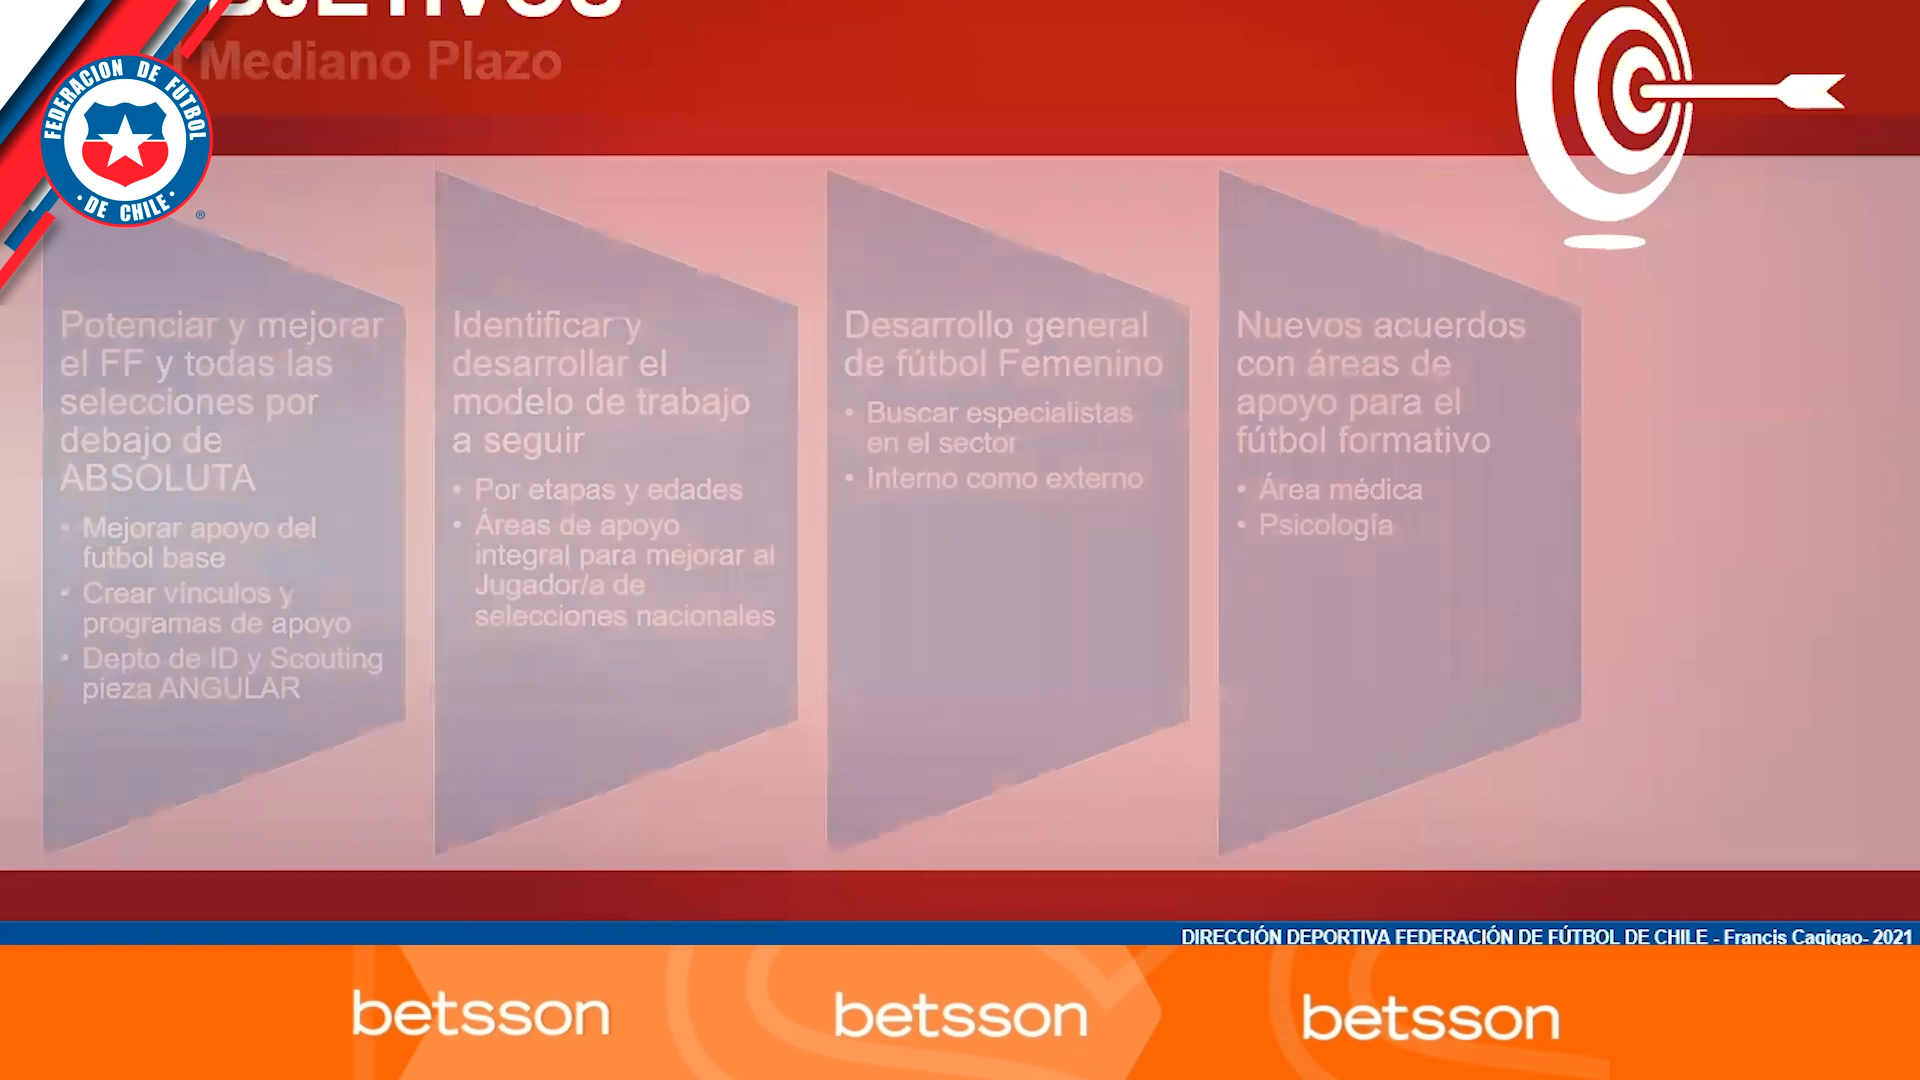 BJETIVOS
Mediano Plazo
FEDERACION DE FUTBOL
· DE CHILE ·
®
Potenciar y mejorar
el FF y todas las
selecciones por
debajo de
ABSOLUTA
• Mejorar apoyo del
futbol base
• Crear vínculos y
programas de apoyo
• Depto de ID y Scouting
pieza ANGULAR
Identificar y
desarrollar el
modelo de trabajo
a seguir
• Por etapas y edades
• Áreas de apoyo
integral para mejorar al
Jugador/a de
selecciones nacionales
Desarrollo general
de fútbol Femenino
• Buscar especialistas
en el sector
• Interno como externo
Nuevos acuerdos
con áreas de
apoyo para el
fútbol formativo
• Área médica
• Psicología
DIRECCIÓN DEPORTIVA FEDERACIÓN DE FÚTBOL DE CHILE - Francis Cagigao- 2021
betsson
betsson
betsson